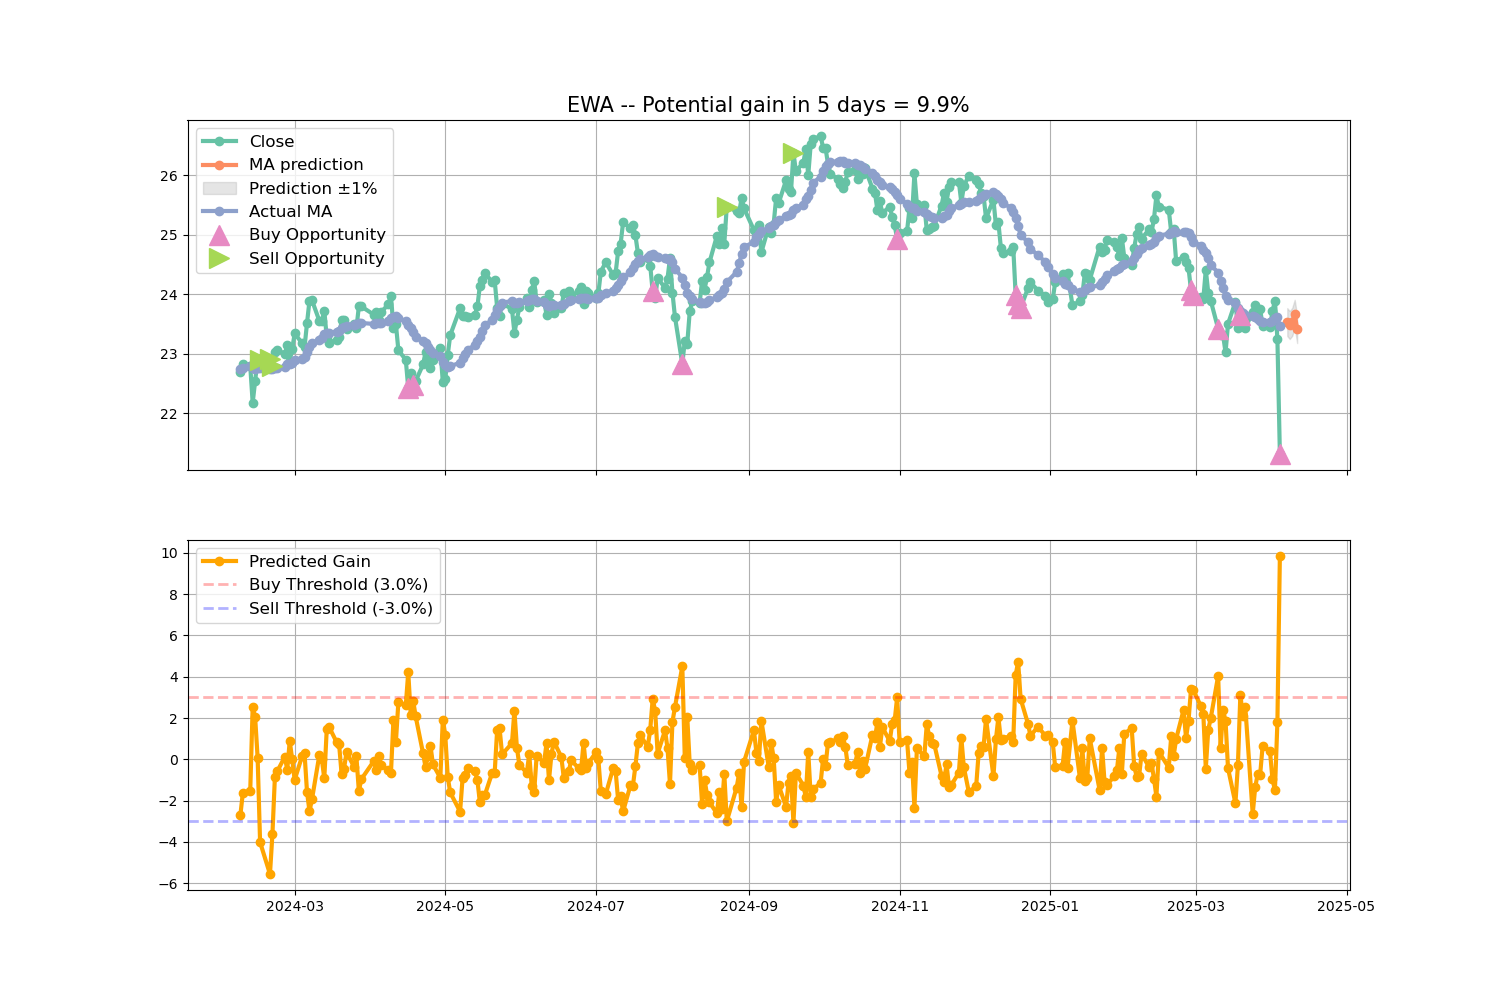 EWA -- Potential gain in 5 days = 9.9%
Close
MA prediction
Prediction ±1%
Actual MA
Buy Opportunity
Sell Opportunity
26
25
24
23
22
Predicted Gain
Buy Threshold (3.0%)
Sell Threshold (-3.0%)
10
8
6
4
2
0
−2
−4
−6
2024-03 2024-05 2024-07 2024-09 2024-11 2025-01 2025-03 2025-05